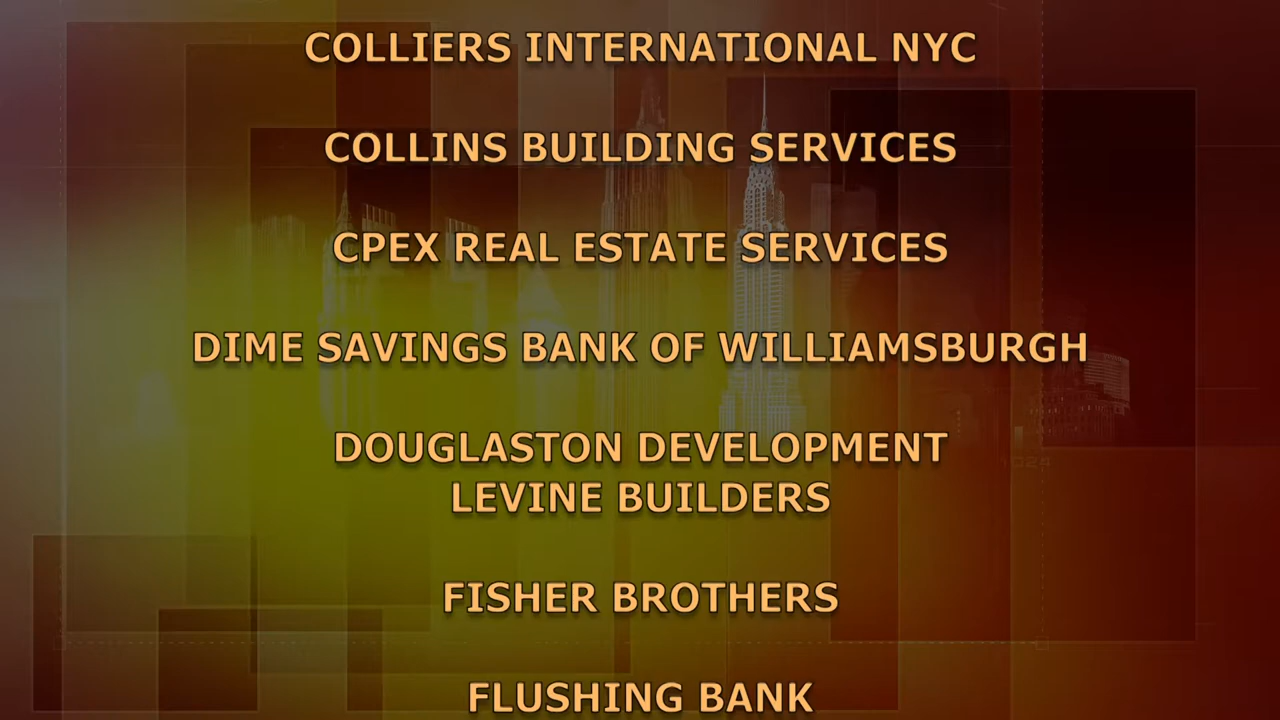 COLLIERS INTERNATIONAL NYC
COLLINS BUILDING SERVICES
CPEX REAL ESTATE SERVICES
DIME SAVINGS BANK OF WILLIAMSBURGH
DOUGLASTON DEVELOPMENT
LEVINE BUILDERS
FISHER BROTHERS
FLUSHING BANK